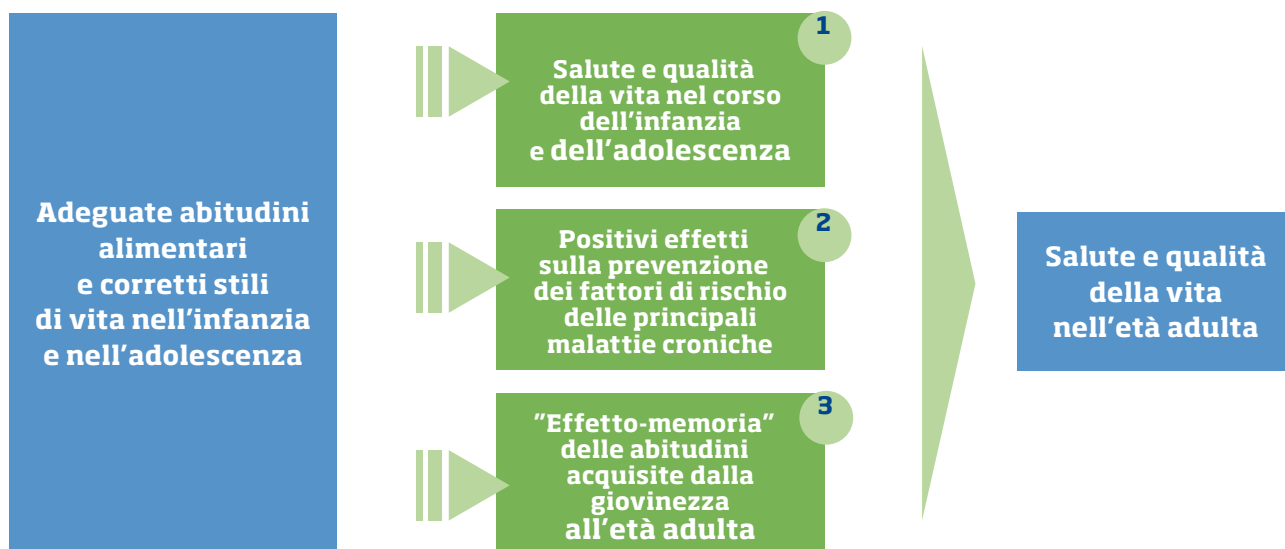 Adeguate abitudini
alimentari
e corretti stili
di vita nell'infanzia
e nell'adolescenza
1
Salute e qualità
della vita nel corso
dell'infanzia
e dell'adolescenza
2
Positivi effetti
sulla prevenzione
dei fattori di rischio
delle principali
malattie croniche
3
"Effetto-memoria"
delle abitudini
acquisite dalla
giovinezza
all'età adulta
Salute e qualità
della vita
nell'età adulta